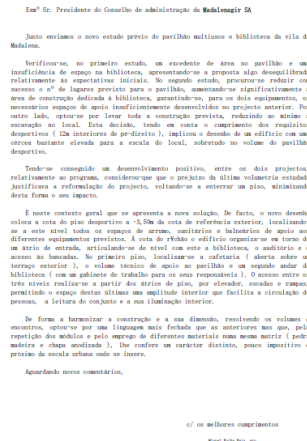 Exmº Sr. Presidente do Conselho de administração da Madalenagir SA
Junto enviamos o novo estudo prévio do pavilhão multiusos e biblioteca da vila da
Madalena.
Verificou-se, no primeiro estudo, um excedente de área no pavilhão e uma
insuficiência de espaço na biblioteca, apresentando-se a proposta algo desequilibrada
relativamente às expectativas iniciais. No segundo estudo, procurou-se reduzir com
sucesso o nº de lugares previsto para o pavilhão, aumentando-se significativamente a
área de construção dedicada à biblioteca, garantindo-se, para os dois equipamentos, os
necessários espaços de apoio insuficientemente desenvolvidos no projecto anterior. Por
outro lado, optou-se por levar toda a construção prevista, reduzindo ao mínimo a
escavação no local. Esta decisão, tendo em conta o cumprimento dos requisitos
desportivos ( 12m interiores de pé-direito ), implicou o desenho de um edifício com uma
cércea bastante elevada para a escala do local, sobretudo no volume do pavilhão
desportivo.
Tendo-se conseguido um desenvolvimento positivo, entre os dois projectos,
relativamente ao programa, considerou-se que o prejuízo da última volumetria estudada
justificava a reformulação do projecto, voltando-se a enterrar um piso, minimizando
desta forma o seu impacto.
É neste contexto geral que se apresenta a nova solução. De facto, o novo desenho
coloca a cota do piso desportivo a -3,50m da cota de referência exterior, localizando-
se a este nível todos os espaços de arrumo, sanitários e balneários de apoio aos
diferentes equipamentos previstos. À cota do r/chão o edifício organiza-se em torno de
um átrio de entrada, articulando-se de nível com este a biblioteca, o auditório e o
acesso às bancadas. No primeiro piso, localizam-se a cafetaria ( aberta sobre um
terraço exterior ), o volume técnico de apoio ao pavilhão e um segundo andar da
biblioteca ( com um gabinete de trabalho para os seus responsáveis ). O acesso entre os
três níveis realiza-se a partir dos átrios de piso, por elevador, escadas e rampas,
permitindo o espaço destas últimas uma amplitude interior que facilita a circulação de
pessoas, a leitura do conjunto e a sua iluminação interior.
De forma a harmonizar a construção e a sua dimensão, resolvendo os volumes e
encontros, optou-se por uma linguagem mais fechada que as anteriores mas que, pela
repetição dos módulos e pelo emprego de diferentes materiais numa mesma matriz ( pedra
madeira e chapa anodizada ), lhe confere um carácter distinto, pouco impositivo e
próximo da escala urbana onde se insere.
Aguardando novos comentários,
c/ os melhores cumprimentos